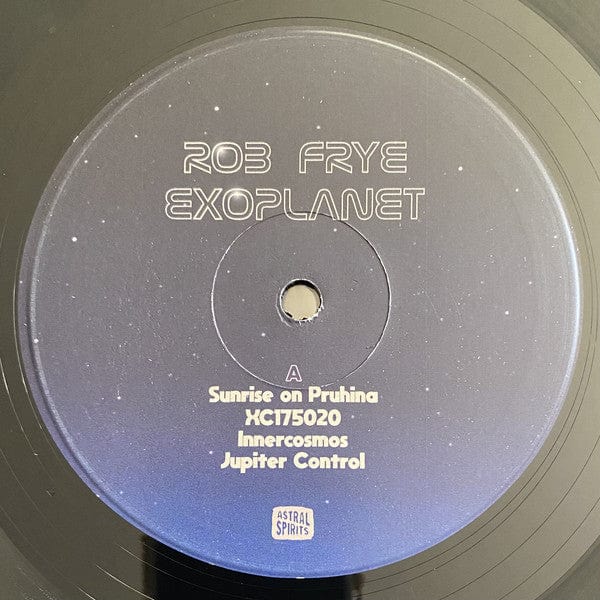 ROB FRYE
EXOPLANET
A
Sunrise on Pruhina
XC175020
Innercosmos
Jupiter Control
ASTRAL
SPIRITS